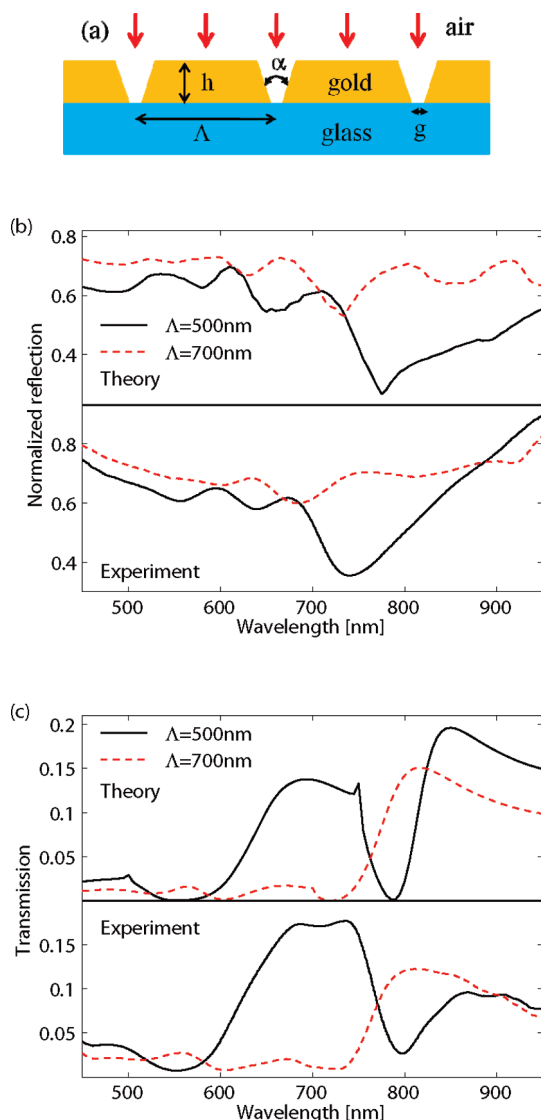 (a)
air
α
h
gold
Λ
glass
g
(b)
0.8
0.6
Λ=500nm
Λ=700nm
0.4
Theory
Normalized reflection
0.8
0.6
0.4
Experiment
500 600 700 800 900
Wavelength [nm]
(c)
0.2
Λ=500nm
Λ=700nm
0.15
Theory
0.1
0.05
Transmission
Experiment
0.15
0.1
0.05
500 600 700 800 900
Wavelength [nm]